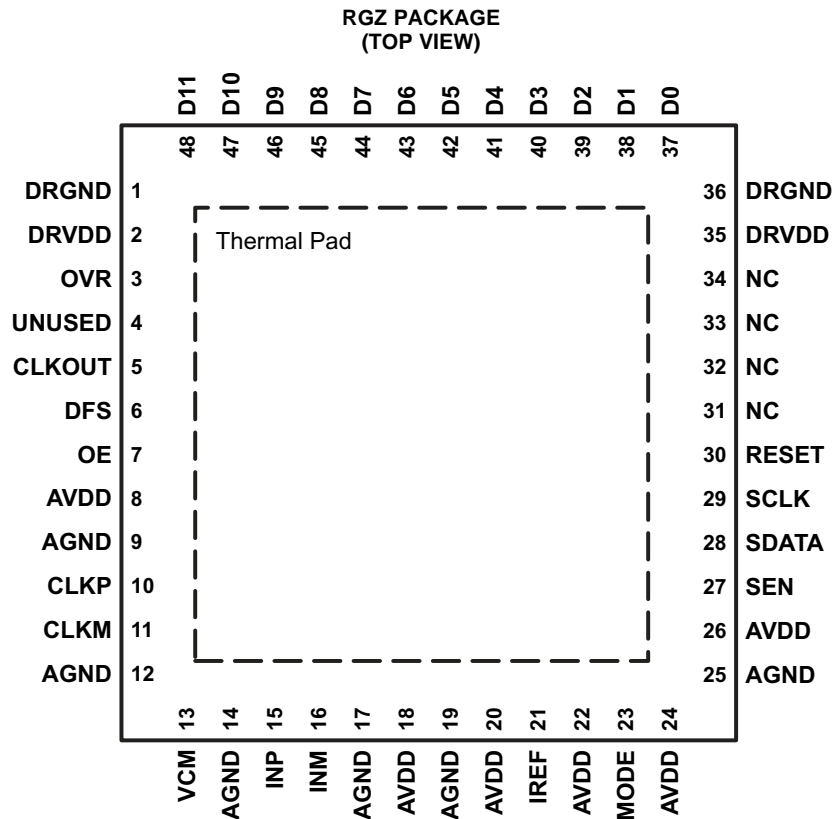 RGZ PACKAGE
(TOP VIEW)
D11 D10 D9 D8 D7 D6 D5 D4 D3 D2 D1 D0
48 47 46 45 44 43 42 41 40 39 38 37
DRGND 1 36 DRGND
DRVDD 2 Thermal Pad 35 DRVDD
OVR 3 34 NC
UNUSED 4 33 NC
CLKOUT 5 32 NC
DFS 6 31 NC
OE 7 30 RESET
AVDD 8 29 SCLK
AGND 9 28 SDATA
CLKP 10 27 SEN
CLKM 11 26 AVDD
AGND 12 25 AGND
13 14 15 16 17 18 19 20 21 22 23 24
VCM AGND INP INM AGND AVDD AGND AVDD IREF AVDD MODE AVDD